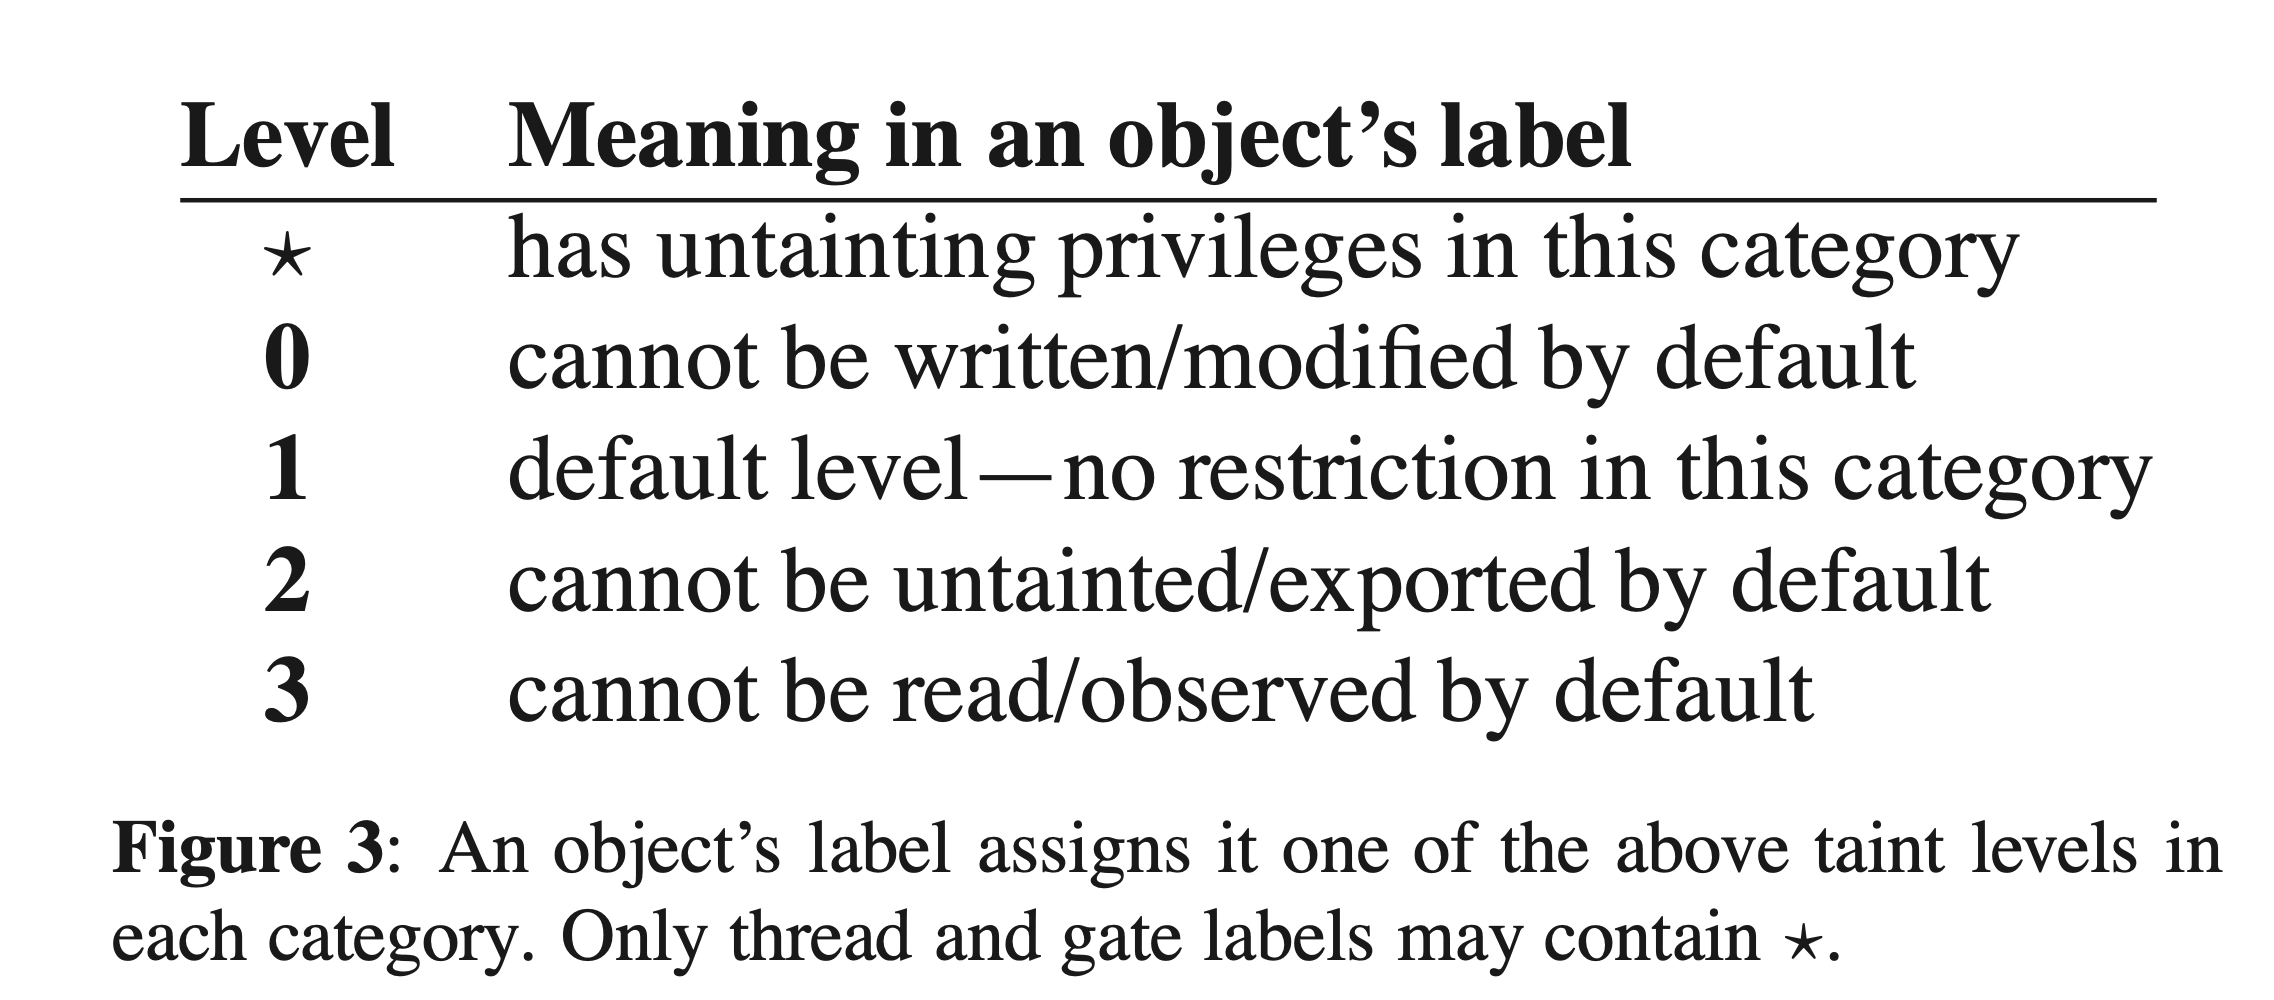 Level Meaning in an object’s label
⋆ has untainting privileges in this category
0 cannot be written/modified by default
1 default level — no restriction in this category
2 cannot be untainted/exported by default
3 cannot be read/observed by default
Figure 3: An object’s label assigns it one of the above taint levels in
each category. Only thread and gate labels may contain ⋆.